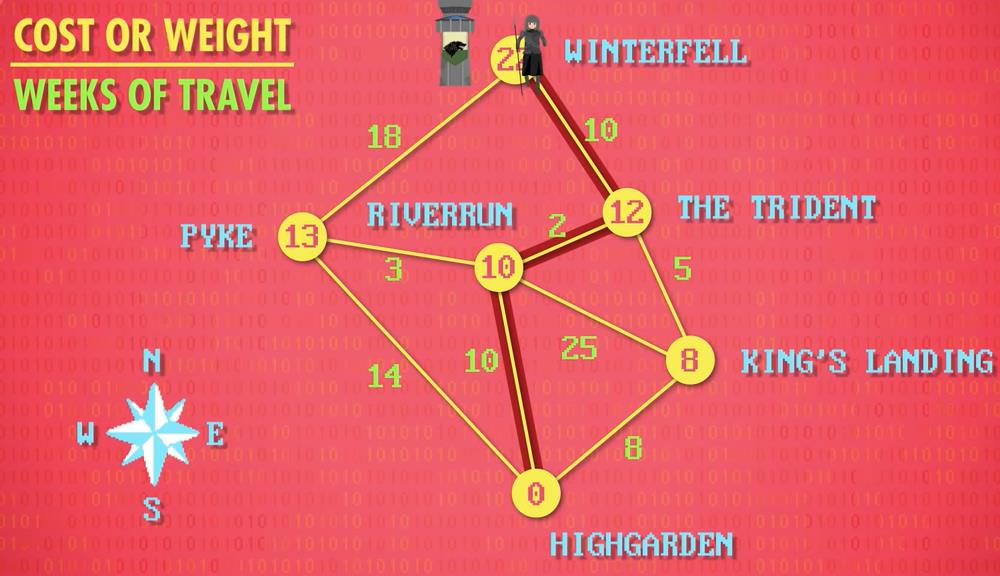 COST OR WEIGHT
WEEKS OF TRAVEL
WINTERFELL
18
10
RIVERRUN
2
12
THE TRIDENT
PYKE
13
3
10
5
14
10
25
8
KING'S LANDING
N
W
E
S
8
0
HIGHGARDEN